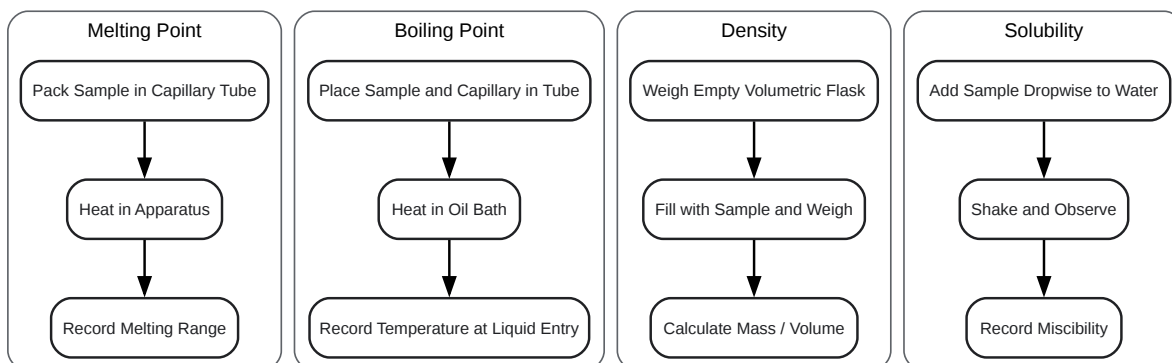 Melting Point
Pack Sample in Capillary Tube
Heat in Apparatus
Record Melting Range
Boiling Point
Place Sample and Capillary in Tube
Heat in Oil Bath
Record Temperature at Liquid Entry
Density
Weigh Empty Volumetric Flask
Fill with Sample and Weigh
Calculate Mass / Volume
Solubility
Add Sample Dropwise to Water
Shake and Observe
Record Miscibility